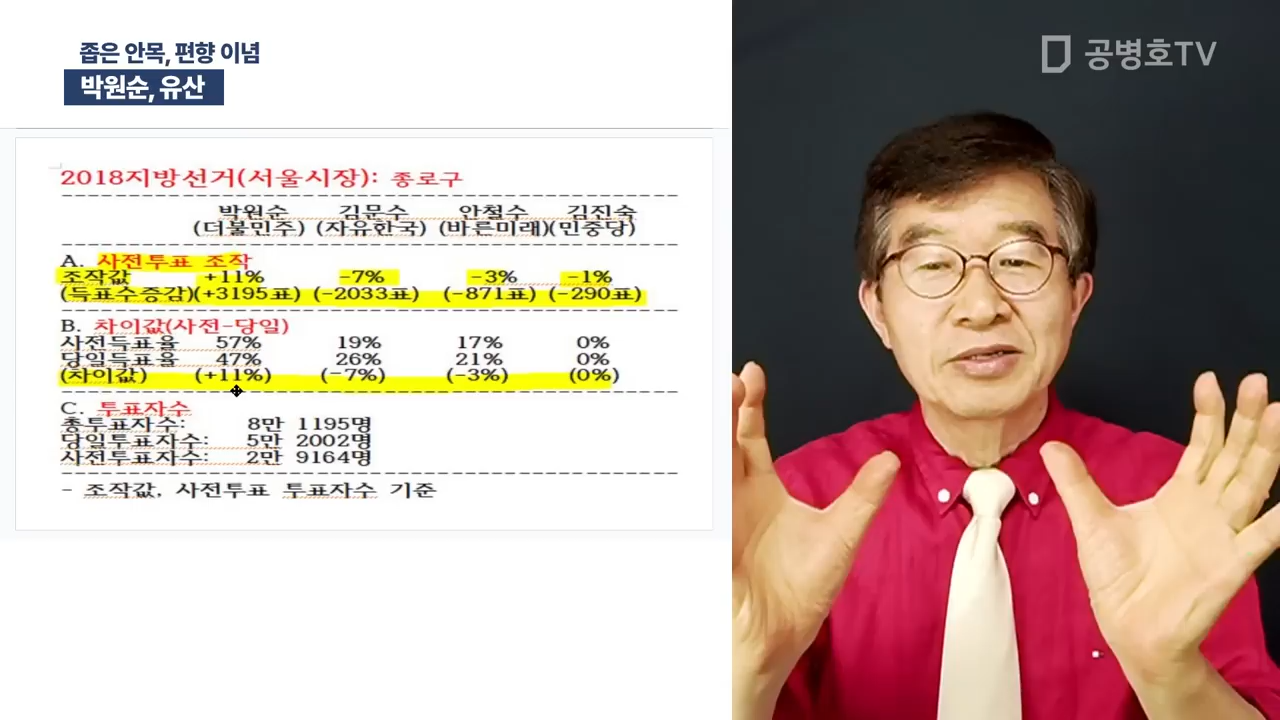 좁은 안목, 편향 이념
박원순, 유산
공병호TV
2018지방선거(서울시장): 종로구
박원순 김문수 안철수 김진숙
(더불민주) (자유한국) (바른미래)(민중당)
A. 사전투표 조작
조작값 +11% -7% -3% -1%
(득표수증감)(+3195표) (-2033표) (-871표) (-290표)
B. 차이값(사전-당일)
사전득표율 57% 19% 17% 0%
당일득표율 47% 26% 21% 0%
(차이값) (+11%) (-7%) (-3%) (0%)
C. 투표자수
총투표자수: 8만 1195명
당일투표자수: 5만 2002명
사전투표자수: 2만 9164명
- 조작값, 사전투표 투표자수 기준